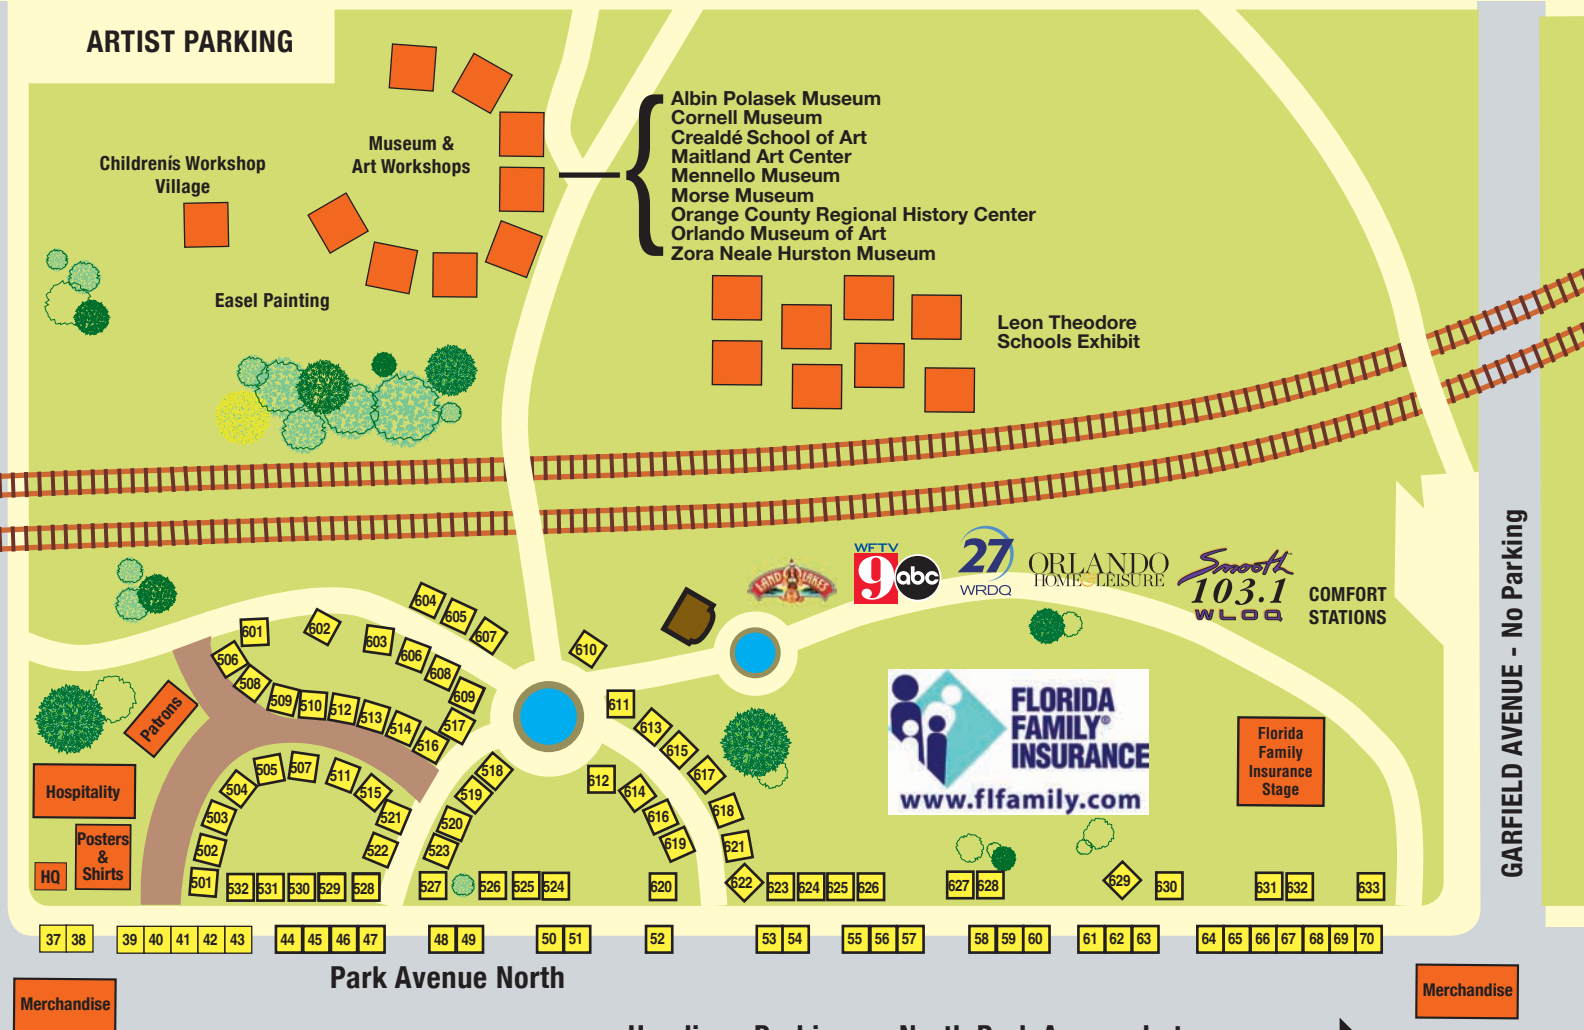 ARTIST PARKING
Museum &
Art Workshops
Childrenís Workshop
Village
Easel Painting
Albin Polasek Museum
Cornell Museum
Crealdé School of Art
Maitland Art Center
Mennello Museum
Morse Museum
Orange County Regional History Center
Orlando Museum of Art
Zora Neale Hurston Museum
Leon Theodore
Schools Exhibit
LAND O LAKES
WFTV
9 abc
27
WRDQ
ORLANDO
HOME & LEISURE
Smooth
103.1
WLOQ
COMFORT
STATIONS
GARFIELD AVENUE - No Parking
604
605
607
601
602
603
606
608
609
610
506
508
509
510
512
513
514
516
517
611
613
615
617
618
621
622
Patrons
Hospitality
Posters
&
Shirts
HQ
505
507
511
515
521
522
504
503
502
501
518
519
520
523
612
614
616
619
FLORIDA
FAMILY®
INSURANCE
www.flfamily.com
Florida
Family
Insurance
Stage
532 531 530 529 528 527 526 525 524 620 623 624 625 626 627 628 629 630 631 632 633
37 38 39 40 41 42 43 44 45 46 47 48 49 50 51 52 53 54 55 56 57 58 59 60 61 62 63 64 65 66 67 68 69 70
Park Avenue North
Merchandise
Merchandise